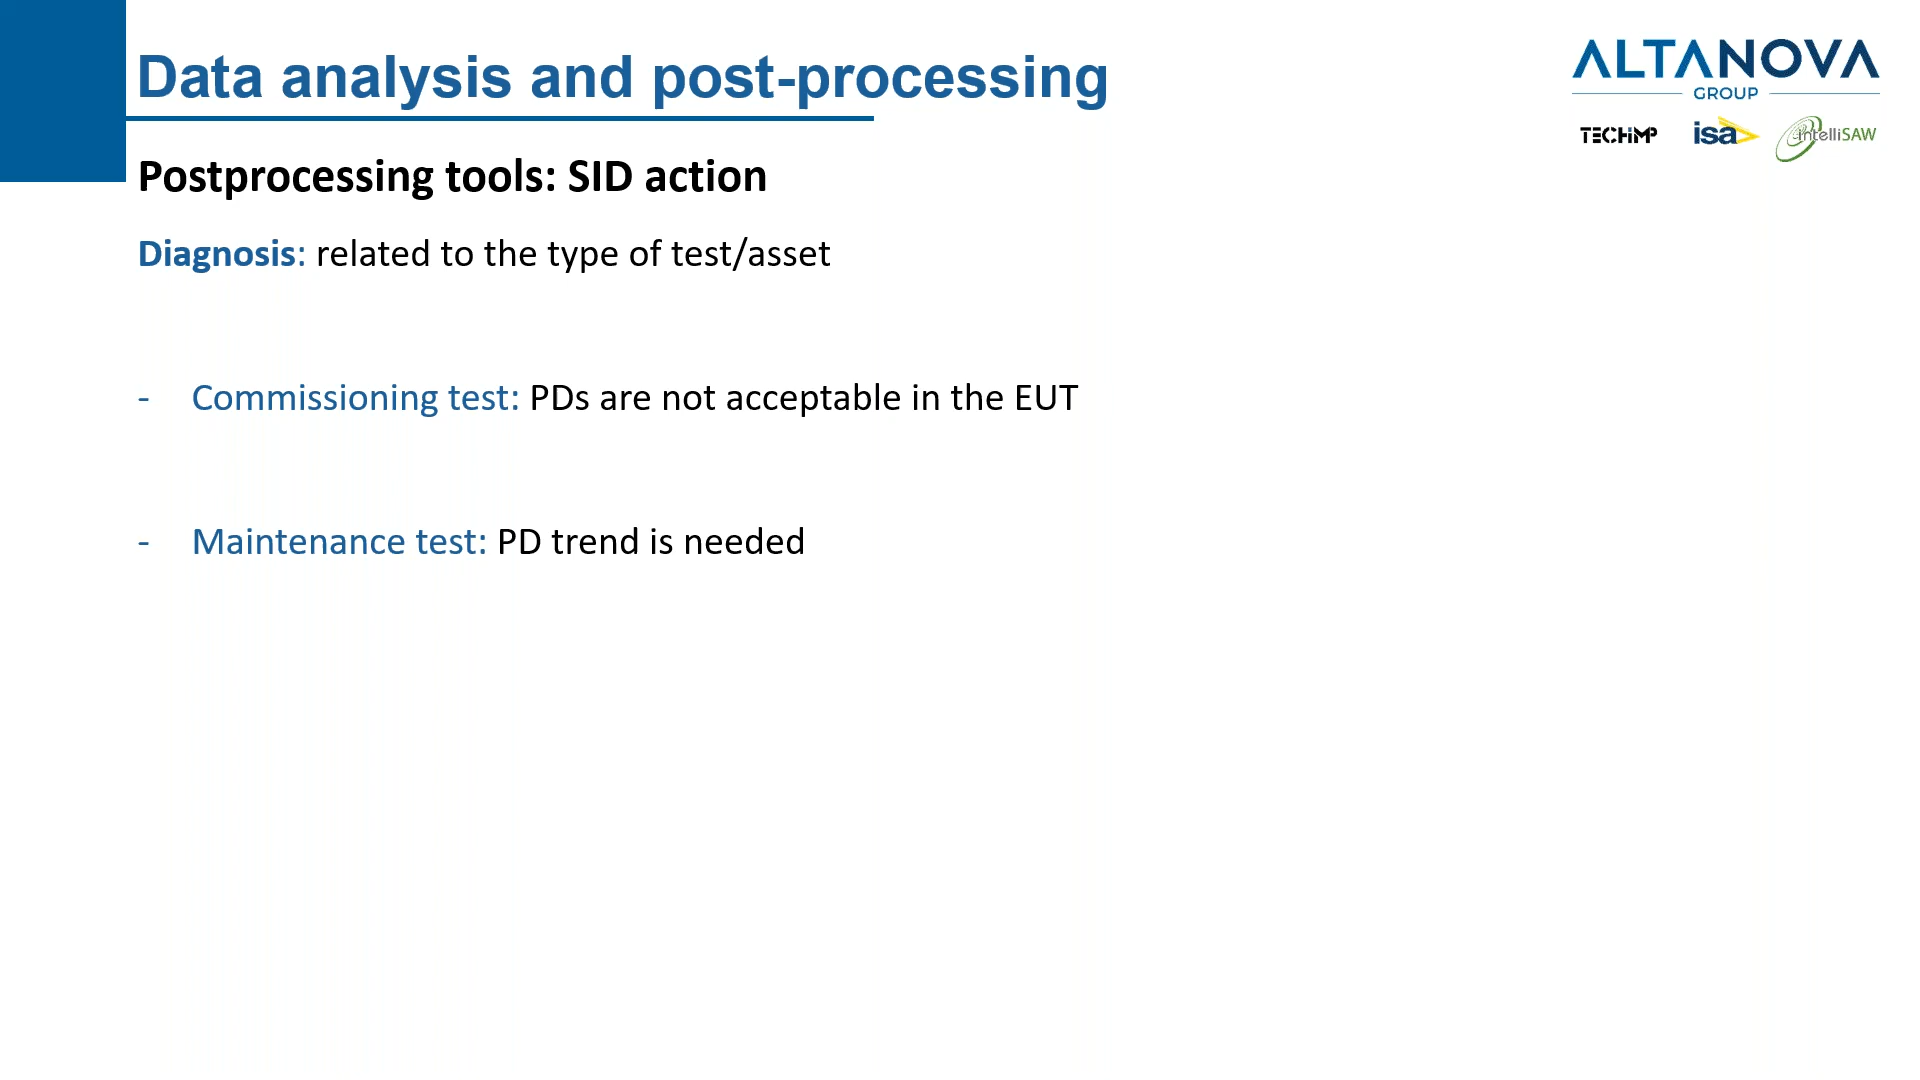 Data analysis and post-processing
ALTANOVA
GROUP
TECHIMP isa intelliSAW
Postprocessing tools: SID action
Diagnosis: related to the type of test/asset
- Commissioning test: PDs are not acceptable in the EUT
- Maintenance test: PD trend is needed